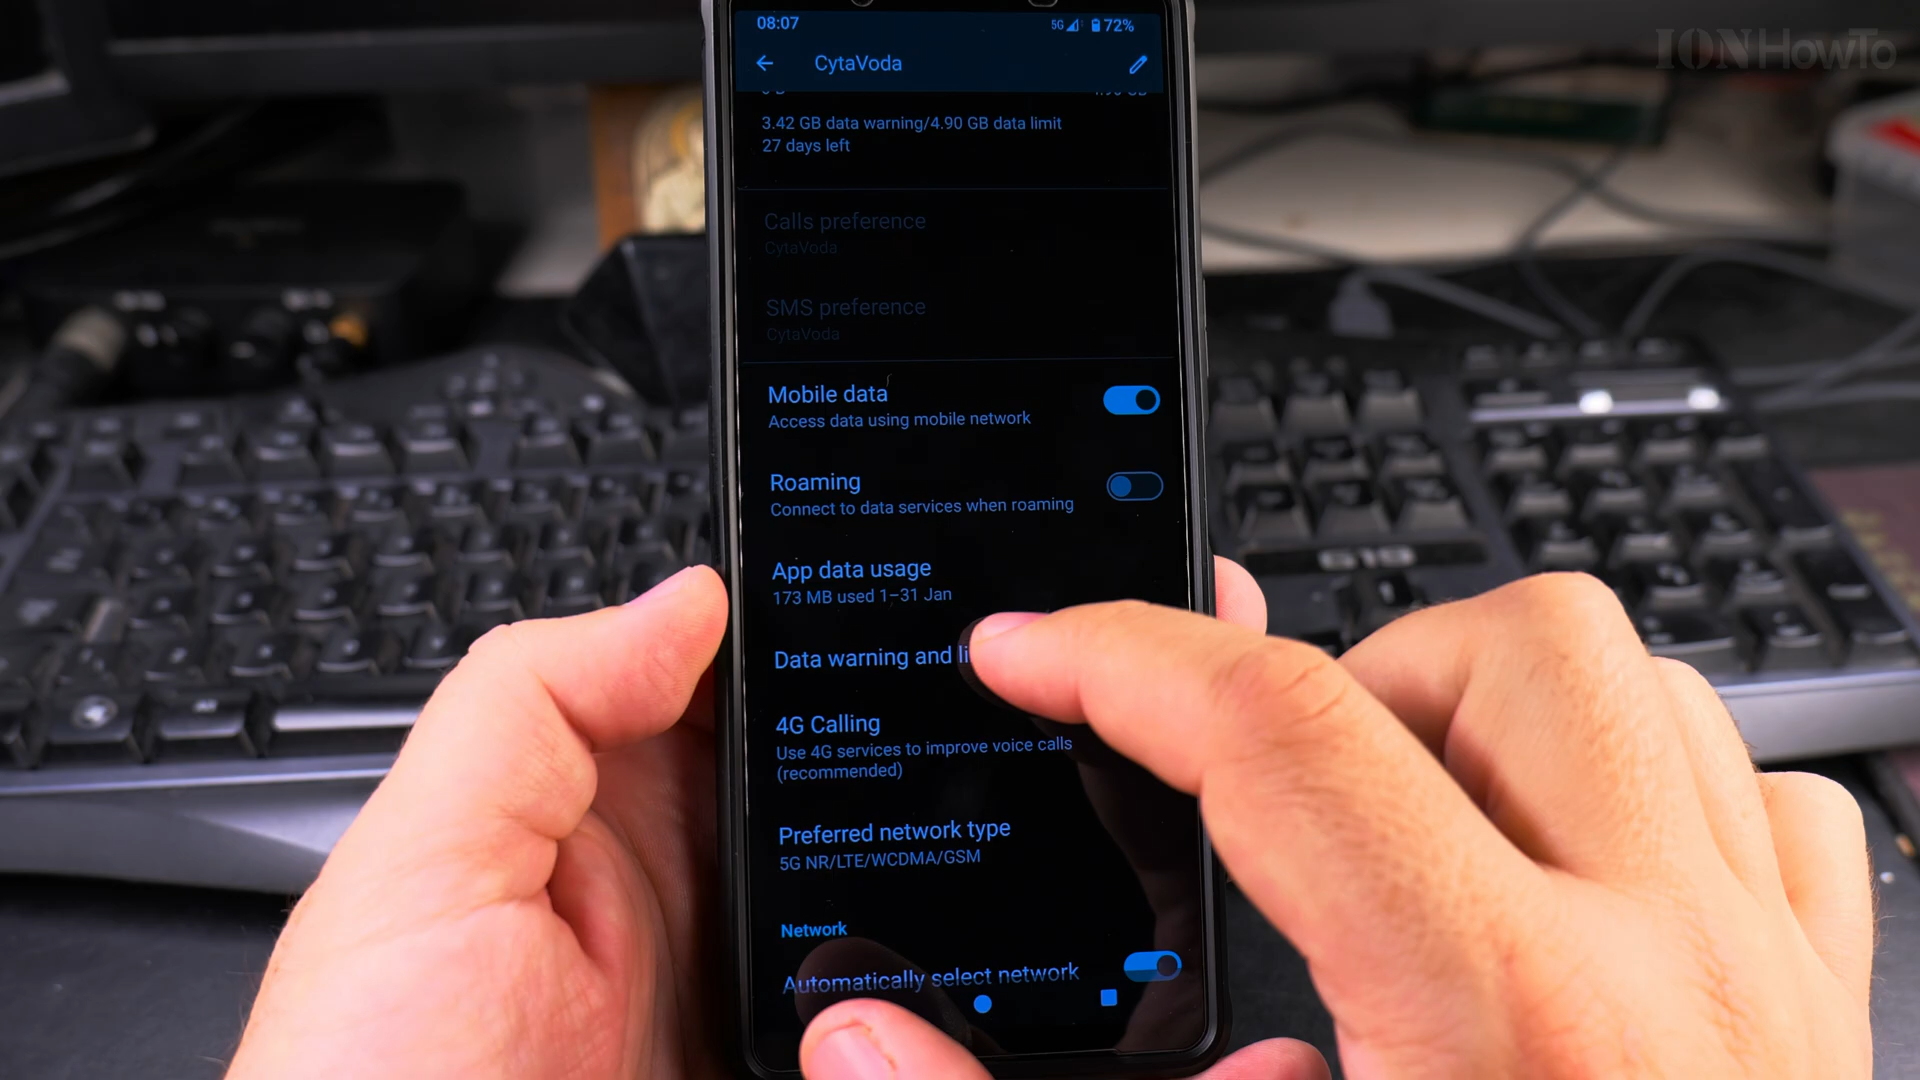 IONHowTo
08:07
5G
72%
CytaVoda
3.42 GB data warning/4.90 GB data limit
27 days left
Calls preference
CytaVoda
SMS preference
CytaVoda
Mobile data
Access data using mobile network
Roaming
Connect to data services when roaming
App data usage
173 MB used 1–31 Jan
Data warning and li
4G Calling
Use 4G services to improve voice calls
(recommended)
Preferred network type
5G NR/LTE/WCDMA/GSM
Network
Automatically select network
G19